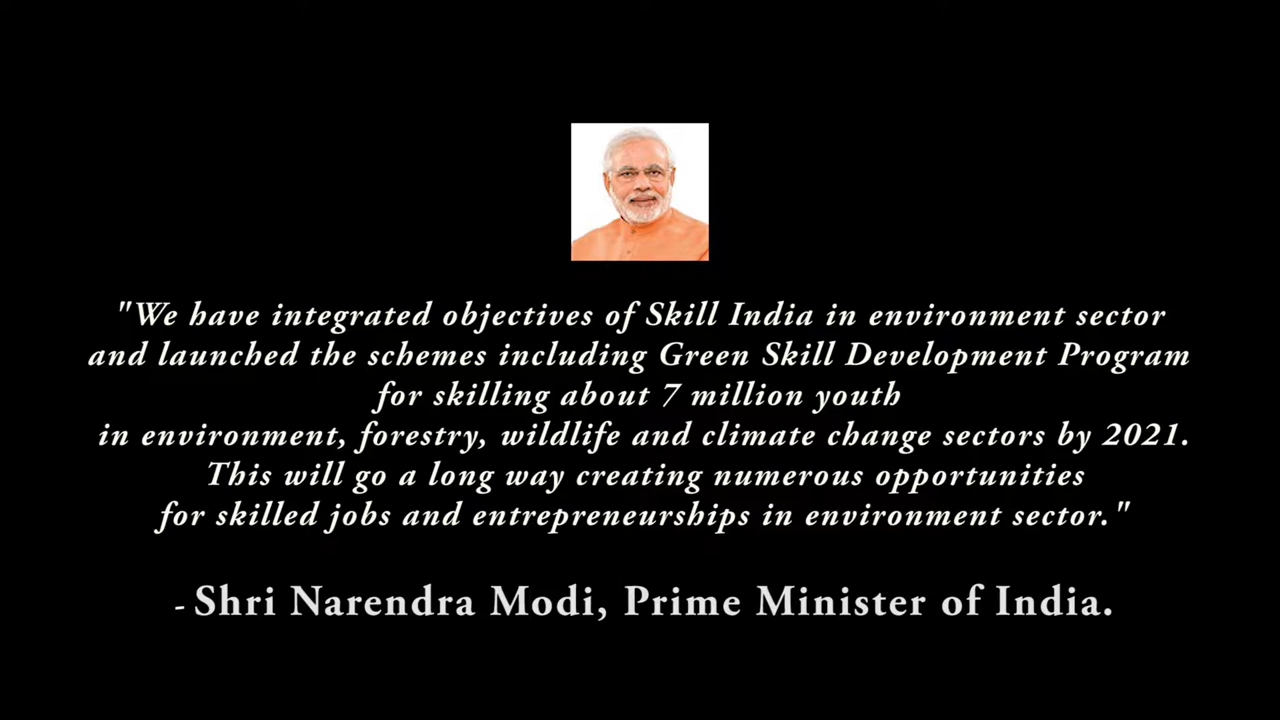 "We have integrated objectives of Skill India in environment sector
and launched the schemes including Green Skill Development Program
for skilling about 7 million youth
in environment, forestry, wildlife and climate change sectors by 2021.
This will go a long way creating numerous opportunities
for skilled jobs and entrepreneurships in environment sector."
- Shri Narendra Modi, Prime Minister of India.